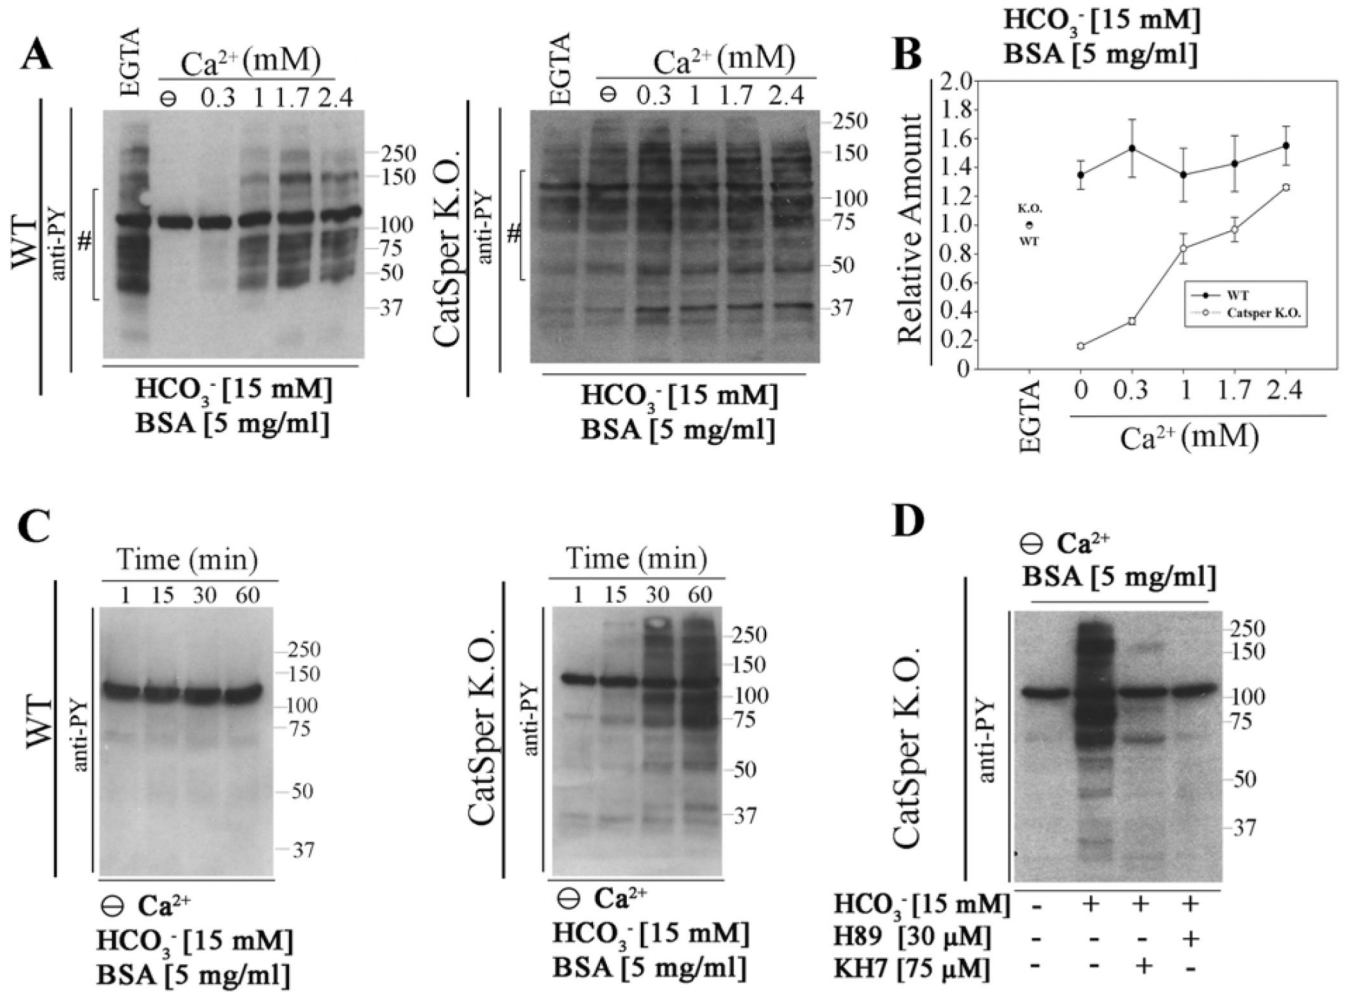 A
EGTA
Ca²⁺ (mM)
⊖ 0.3 1 1.7 2.4
WT
anti-PY
#
250
150
100
75
50
37
HCO₃⁻ [15 mM]
BSA [5 mg/ml]
EGTA
Ca²⁺ (mM)
⊖ 0.3 1 1.7 2.4
CatSper K.O.
anti-PY
#
250
150
100
75
50
37
HCO₃⁻ [15 mM]
BSA [5 mg/ml]
B
HCO₃⁻ [15 mM]
BSA [5 mg/ml]
Relative Amount
2.0
1.8
1.6
1.4
1.2
1.0
0.8
0.6
0.4
0.2
0
K.O.
WT
WT
Catsper K.O.
EGTA
0 0.3 1 1.7 2.4
Ca²⁺ (mM)
C
Time (min)
1 15 30 60
WT
anti-PY
250
150
100
75
50
37
⊖ Ca²⁺
HCO₃⁻ [15 mM]
BSA [5 mg/ml]
Time (min)
1 15 30 60
CatSper K.O.
anti-PY
250
150
100
75
50
37
⊖ Ca²⁺
HCO₃⁻ [15 mM]
BSA [5 mg/ml]
D
⊖ Ca²⁺
BSA [5 mg/ml]
CatSper K.O.
anti-PY
250
150
100
75
50
37
HCO₃⁻ [15 mM] - + + +
H89 [30 µM] - - - +
KH7 [75 µM] - - + -